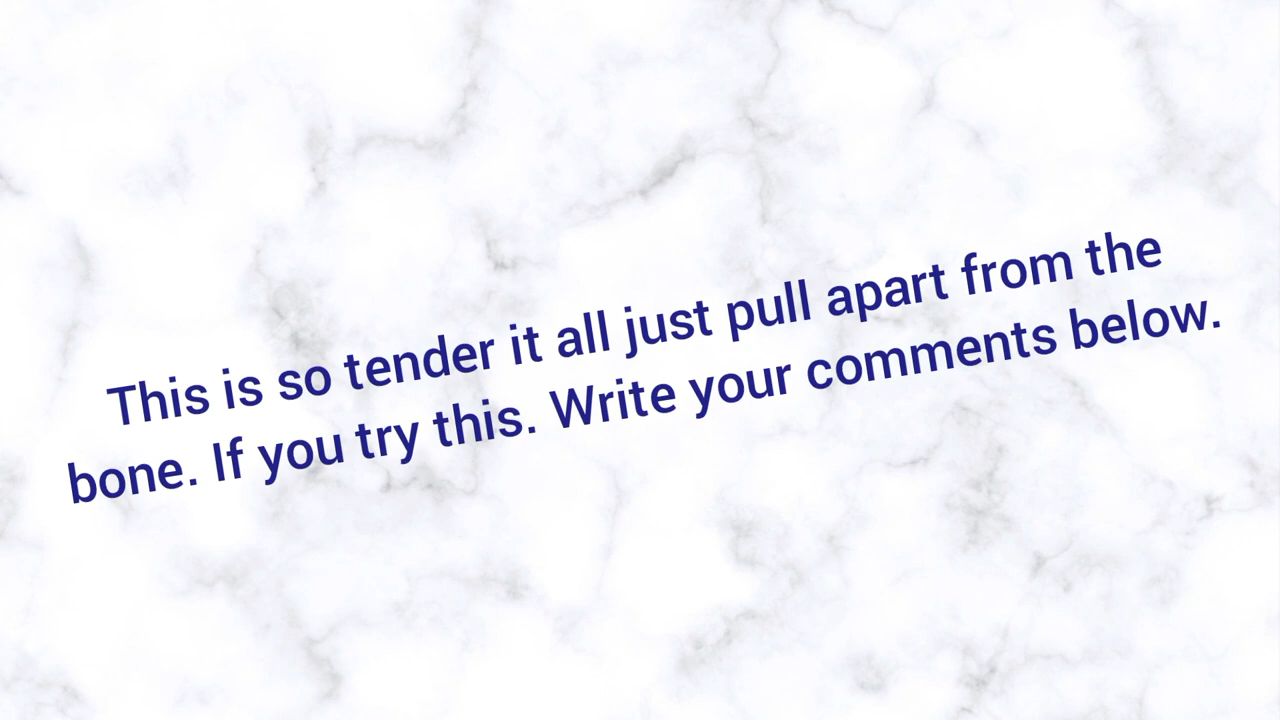 This is so tender it all just pull apart from the
bone. If you try this. Write your comments below.